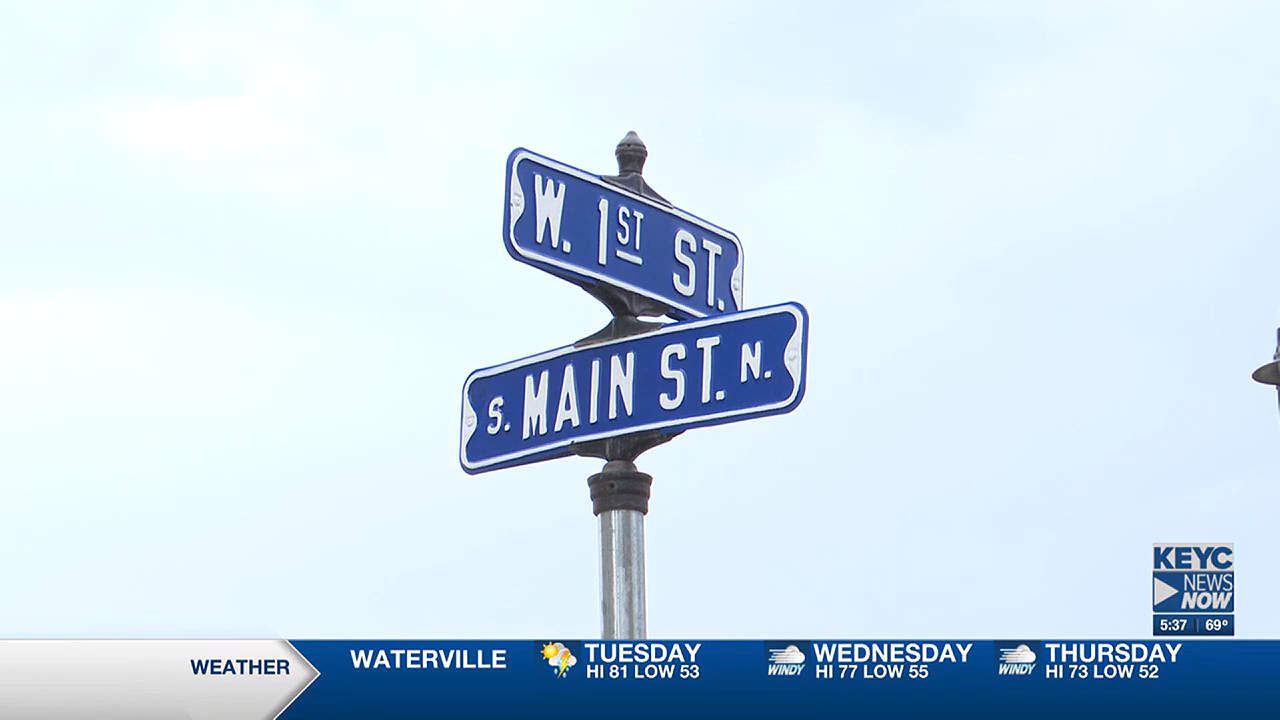 W. 1ST ST.
S. MAIN ST. N.
KEYC
NEWS
NOW
5:37 69°
WEATHER
WATERVILLE
TUESDAY
HI 81 LOW 53
WINDY
WEDNESDAY
HI 77 LOW 55
WINDY
THURSDAY
HI 73 LOW 52